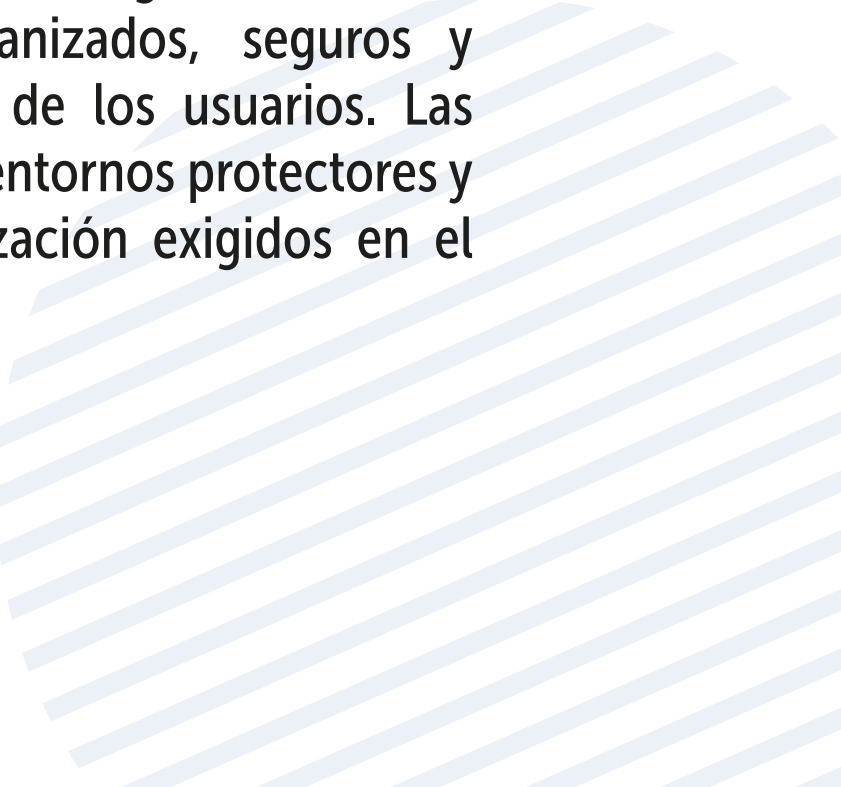 anizados, seguros y
de los usuarios. Las
entornos protectores y
zación exigidos en el